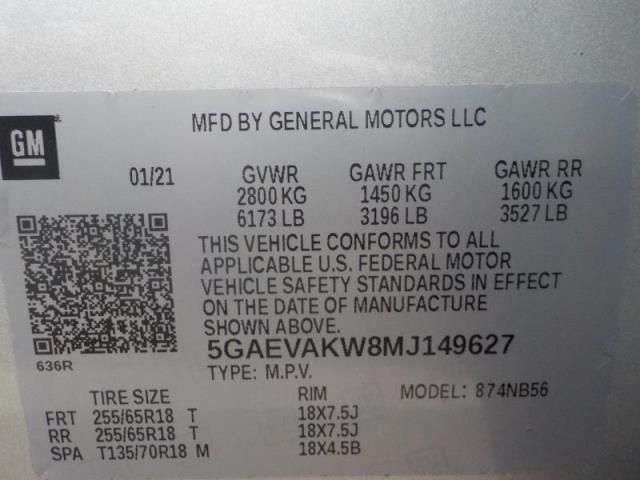 GM
MFD BY GENERAL MOTORS LLC
01/21 GVWR GAWR FRT GAWR RR
2800 KG 1450 KG 1600 KG
6173 LB 3196 LB 3527 LB
THIS VEHICLE CONFORMS TO ALL
APPLICABLE U.S. FEDERAL MOTOR
VEHICLE SAFETY STANDARDS IN EFFECT
ON THE DATE OF MANUFACTURE
SHOWN ABOVE.
5GAEVAKW8MJ149627
636R
TYPE: M.P.V.
TIRE SIZE RIM MODEL: 874NB56
FRT 255/65R18 T 18X7.5J
RR 255/65R18 T 18X7.5J
SPA T135/70R18 M 18X4.5B